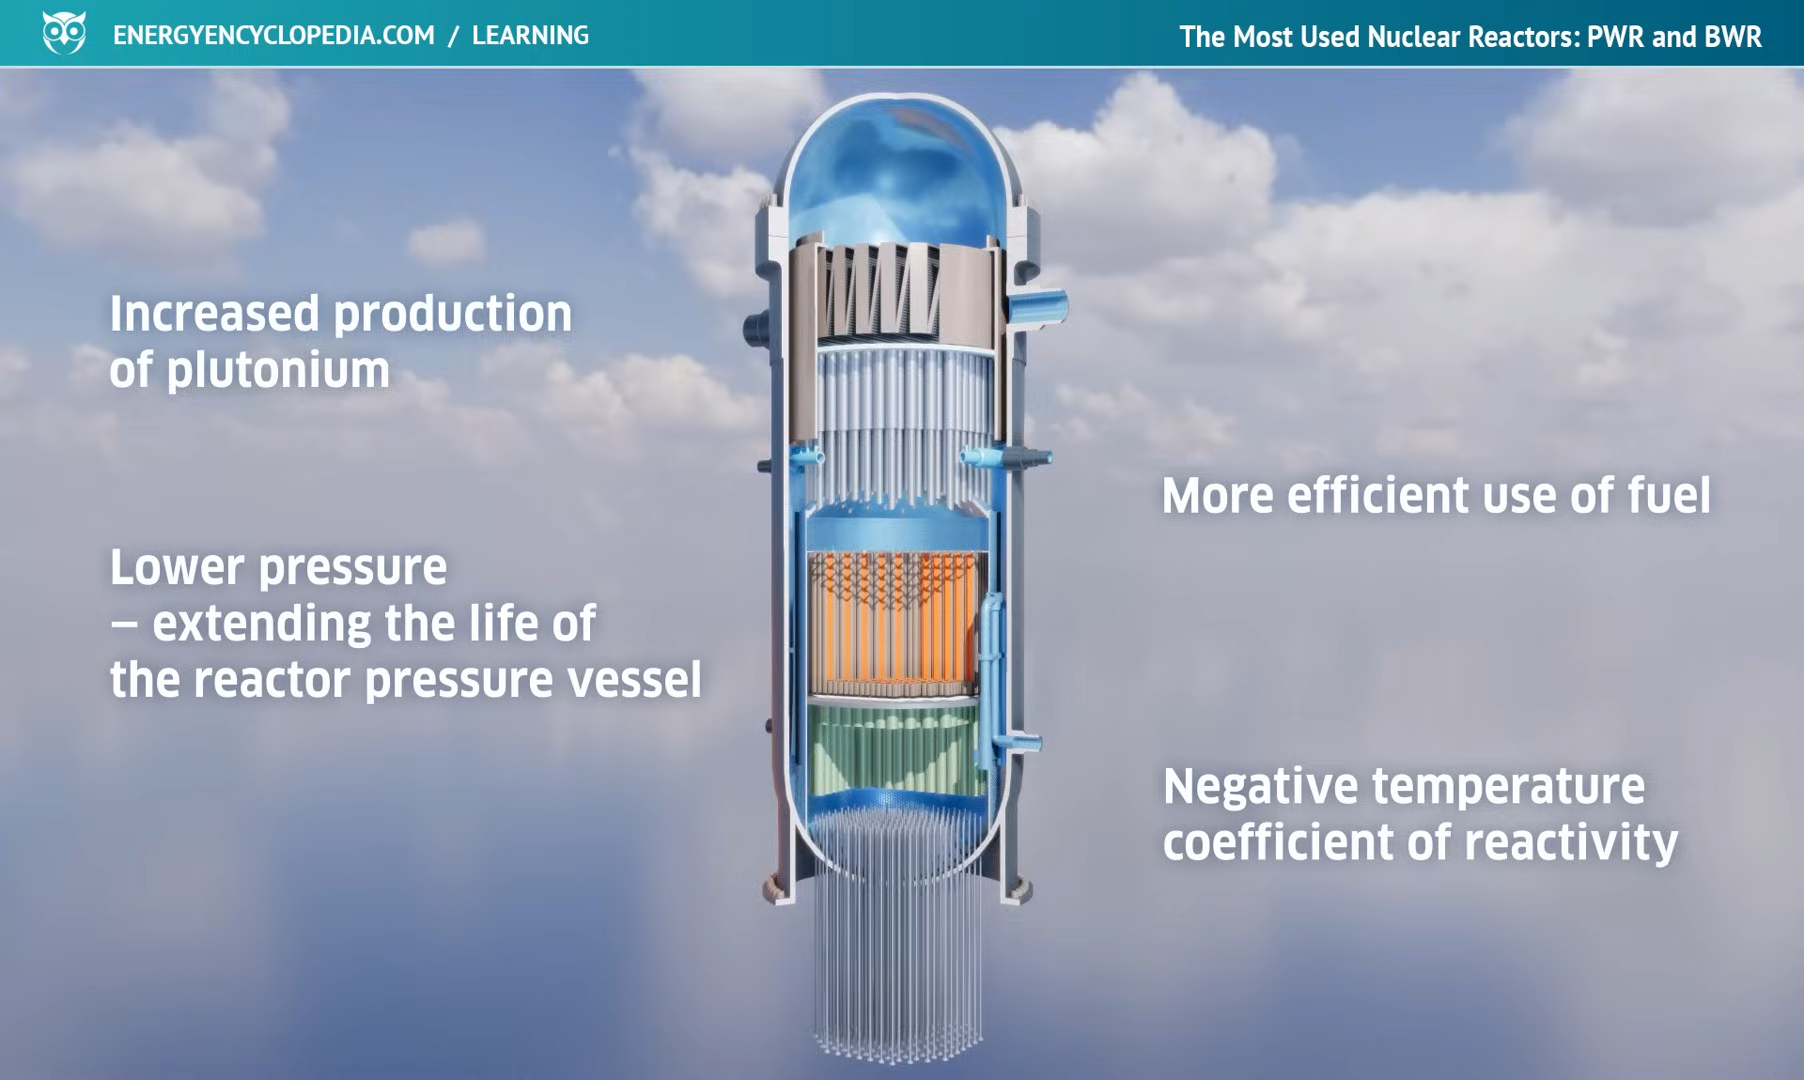 ENERGYENCYCLOPEDIA.COM / LEARNING
The Most Used Nuclear Reactors: PWR and BWR
Increased production
of plutonium
Lower pressure
– extending the life of
the reactor pressure vessel
More efficient use of fuel
Negative temperature
coefficient of reactivity